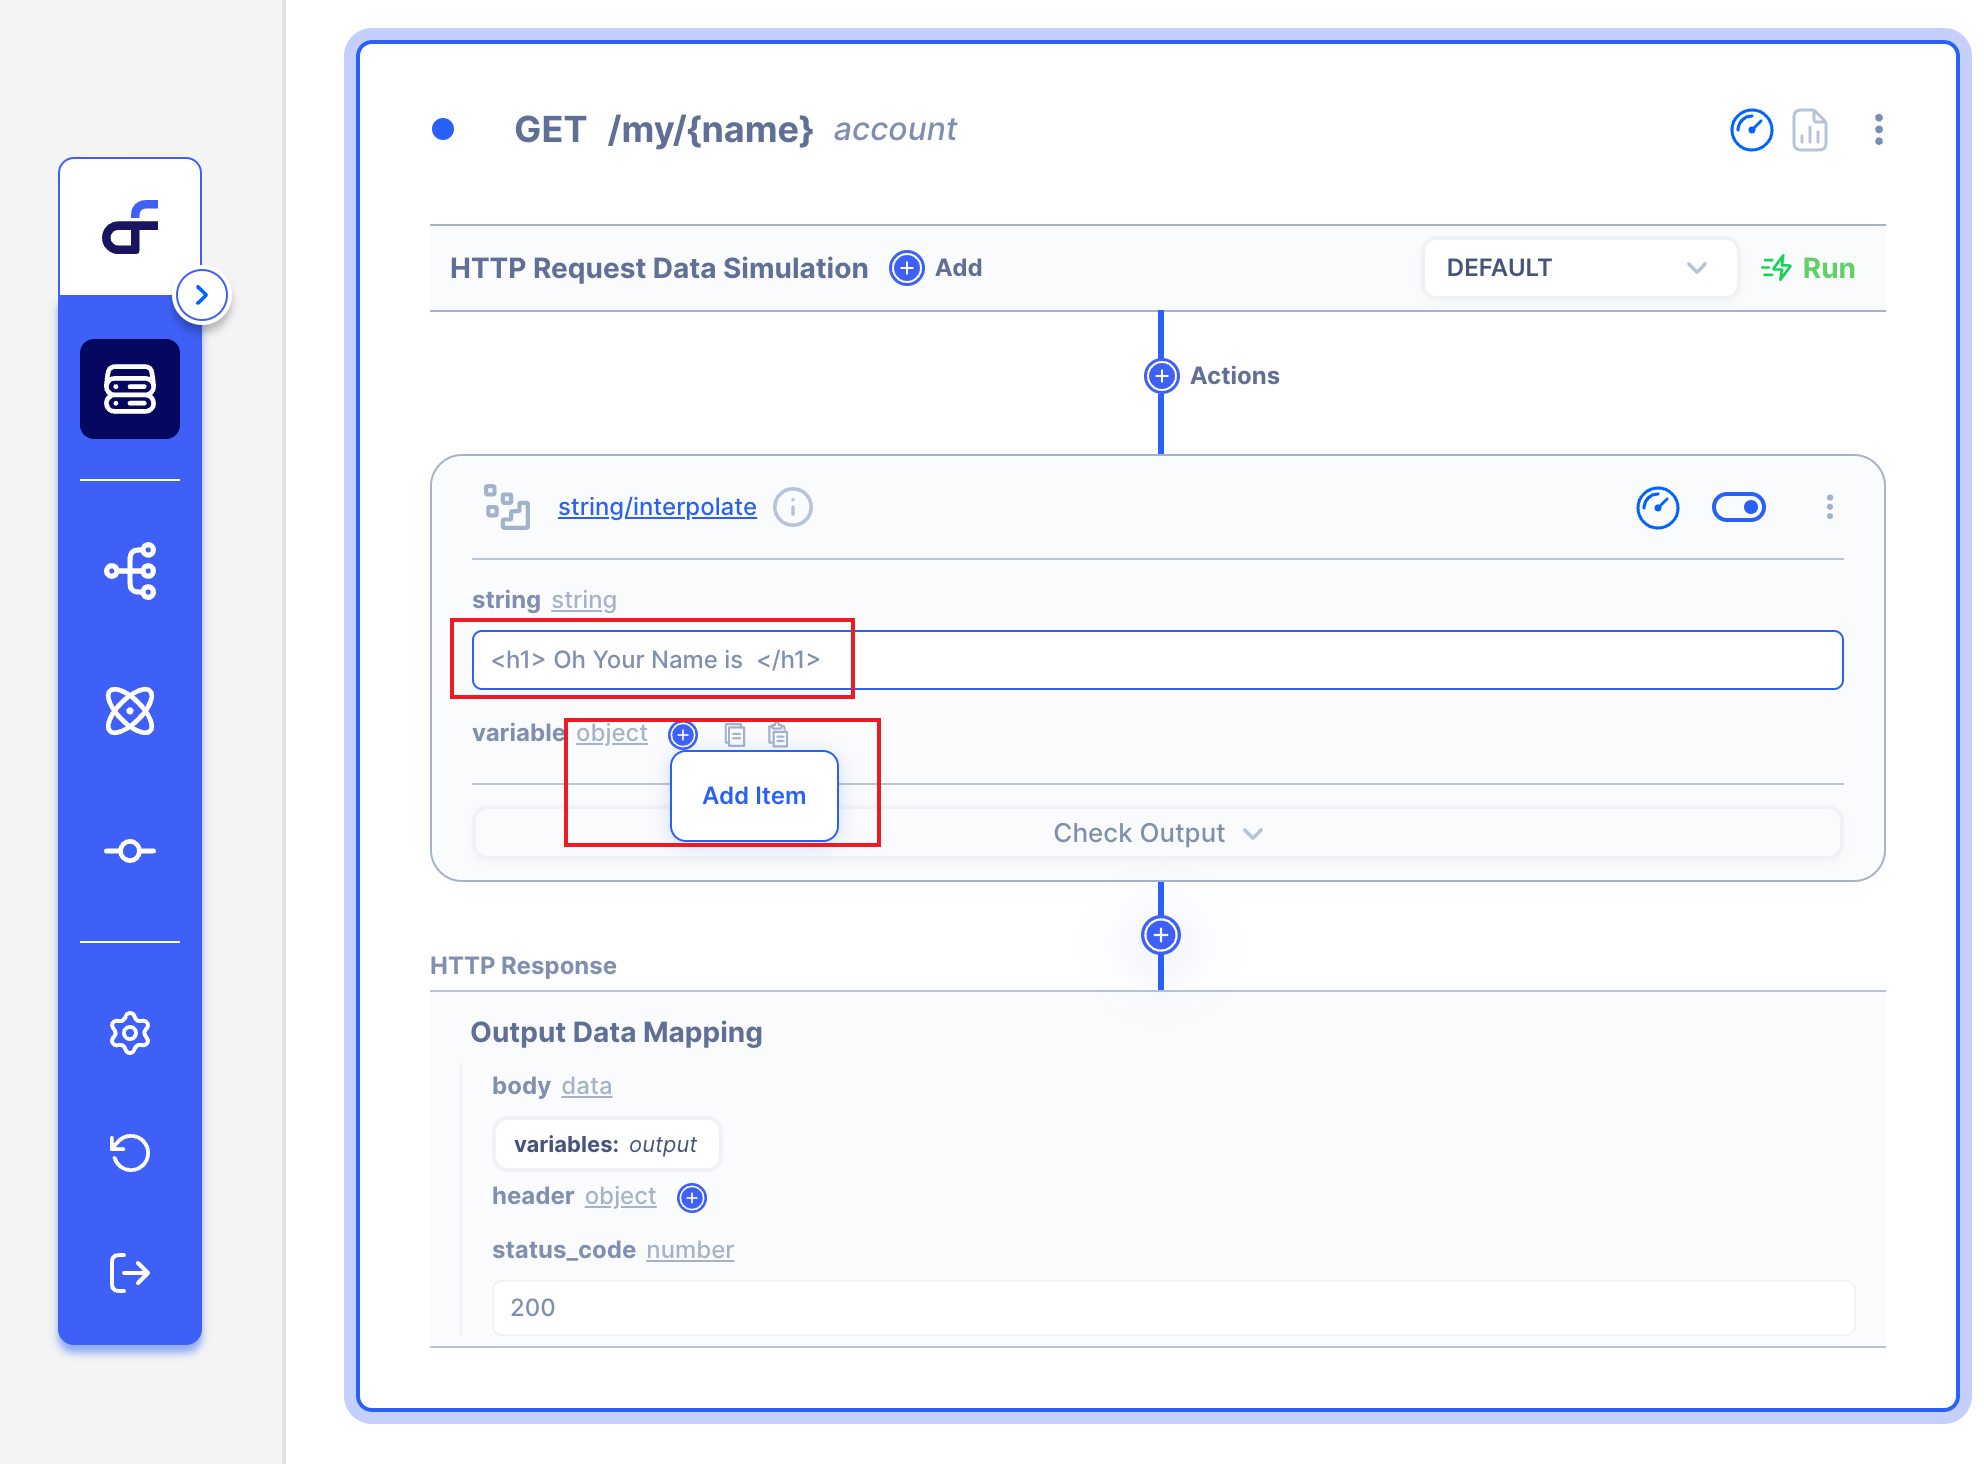 GET /my/{name} account
HTTP Request Data Simulation Add DEFAULT Run
Actions
string/interpolate
string string
<h1> Oh Your Name is  </h1>
variable object
Add Item
Check Output
HTTP Response
Output Data Mapping
body data
variables: output
header object
status_code number
200